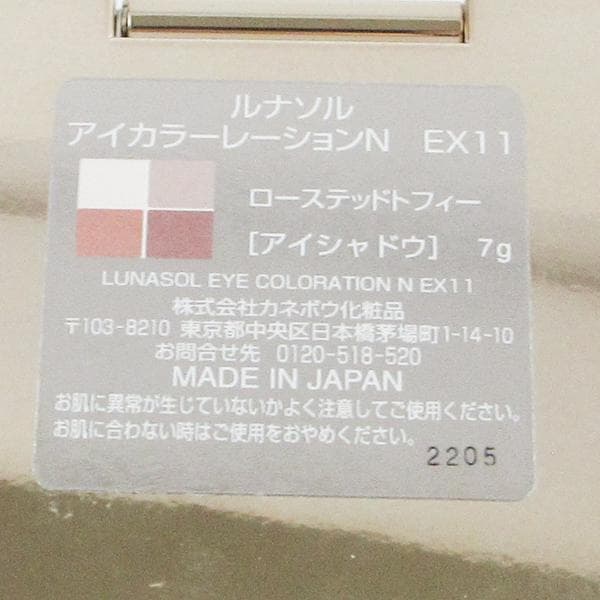 ルナソル
アイカラーレーションN EX11
ローステッドトフィー
[アイシャドウ] 7g
LUNASOL EYE COLORATION N EX11
株式会社カネボウ化粧品
〒103-8210 東京都中央区日本橋茅場町1-14-10
お問合せ先 0120-518-520
MADE IN JAPAN
お肌に異常が生じていないかよく注意してご使用ください。
お肌に合わない時はご使用をおやめください。
2205